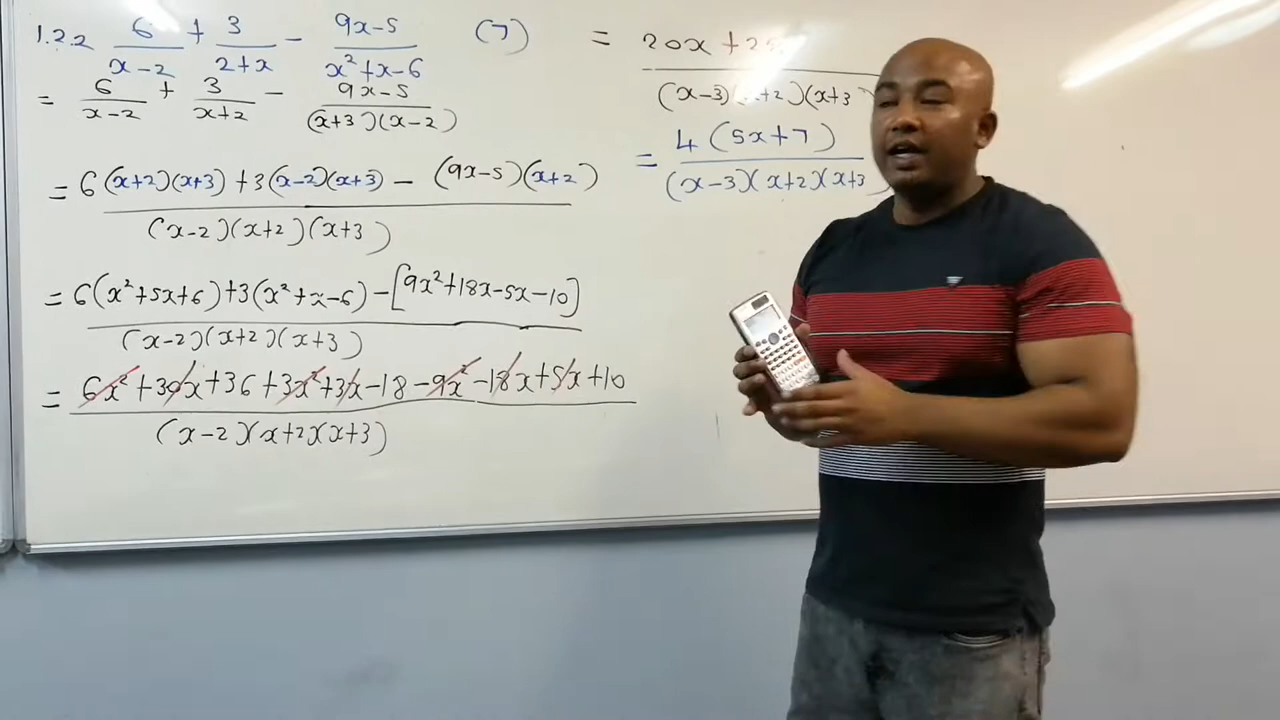 1.2.2 6/(x-2) + 3/(2+x) - (9x-5)/(x²+x-6) (7)
= 6/(x-2) + 3/(x+2) - (9x-5)/((x+3)(x-2))
= (6(x+2)(x+3) + 3(x-2)(x+3) - (9x-5)(x+2))/((x-2)(x+2)(x+3))
= (6(x²+5x+6) + 3(x²+x-6) - [9x²+18x-5x-10])/((x-2)(x+2)(x+3))
= (6x²+30x+36+3x²+3x-18-9x²-18x+5x+10)/((x-2)(x+2)(x+3))
= (20x+)/((x-3)(x+2)(x+3
= 4(5x+7)/((x-3)(x+2)(x+3